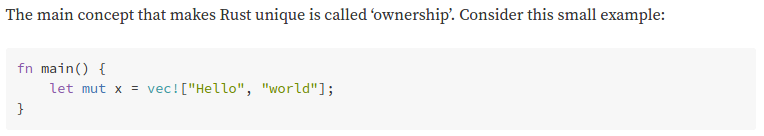 The main concept that makes Rust unique is called ‘ownership’. Consider this small example:
fn main() {
    let mut x = vec!["Hello", "world"];
}